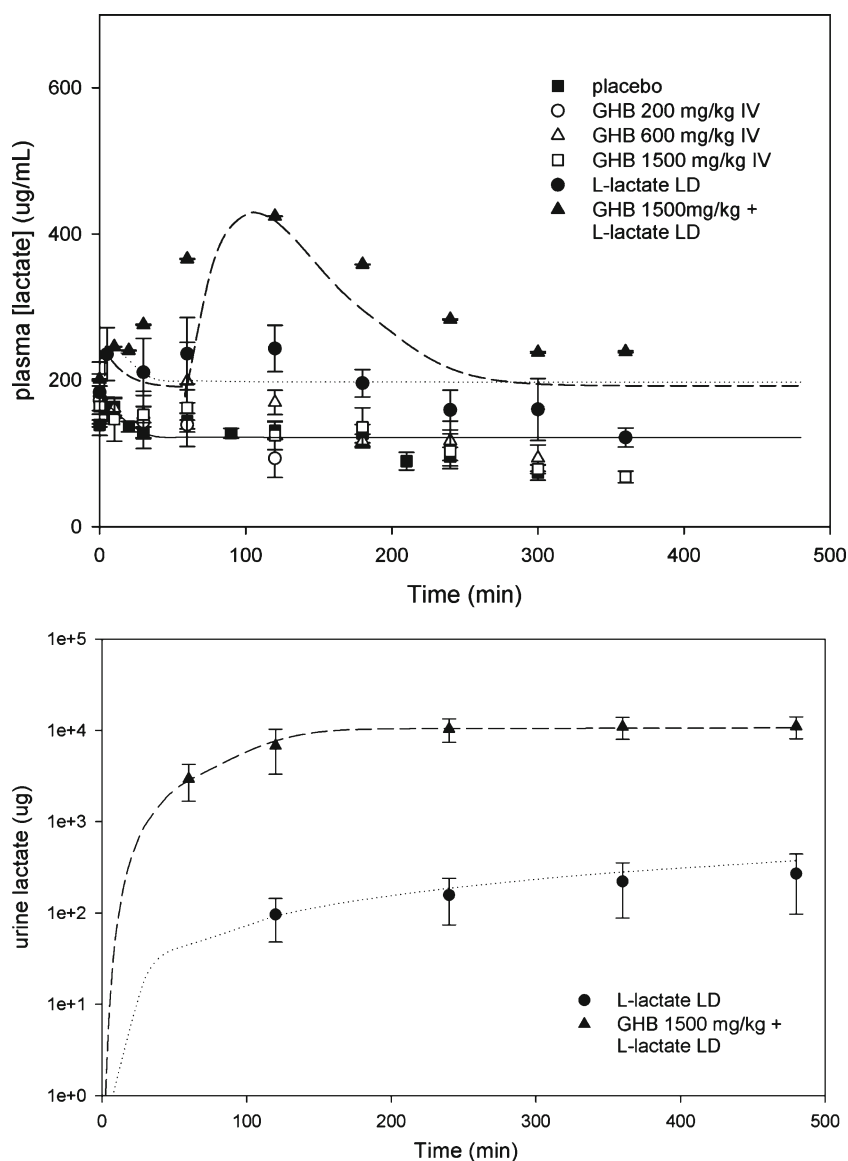 plasma [lactate] (ug/mL)
600
400
200
0
placebo
GHB 200 mg/kg IV
GHB 600 mg/kg IV
GHB 1500 mg/kg IV
L-lactate LD
GHB 1500mg/kg +
L-lactate LD
0 100 200 300 400 500
Time (min)
urine lactate (ug)
1e+5
1e+4
1e+3
1e+2
1e+1
1e+0
L-lactate LD
GHB 1500 mg/kg +
L-lactate LD
0 100 200 300 400 500
Time (min)